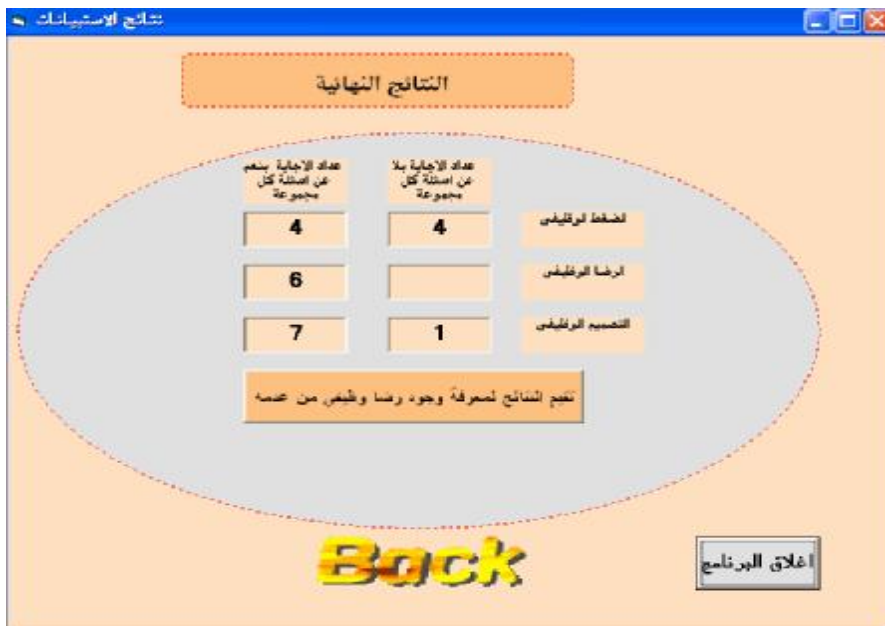 نتائج الاستبيانات
النتائج النهائية
عداد الاجابة بلا
عن اسئلة كل
مجموعة
عداد الاجابة بنعم
عن اسئلة كل
مجموعة
لضغط الوظيفى
4
4
الرضا الوظيفى
6
التصميم الوظيفى
1
7
تقيم النتائج لمعرفة وجود رضا وظيفى من عدمه
Back
اغلاق البرنامج